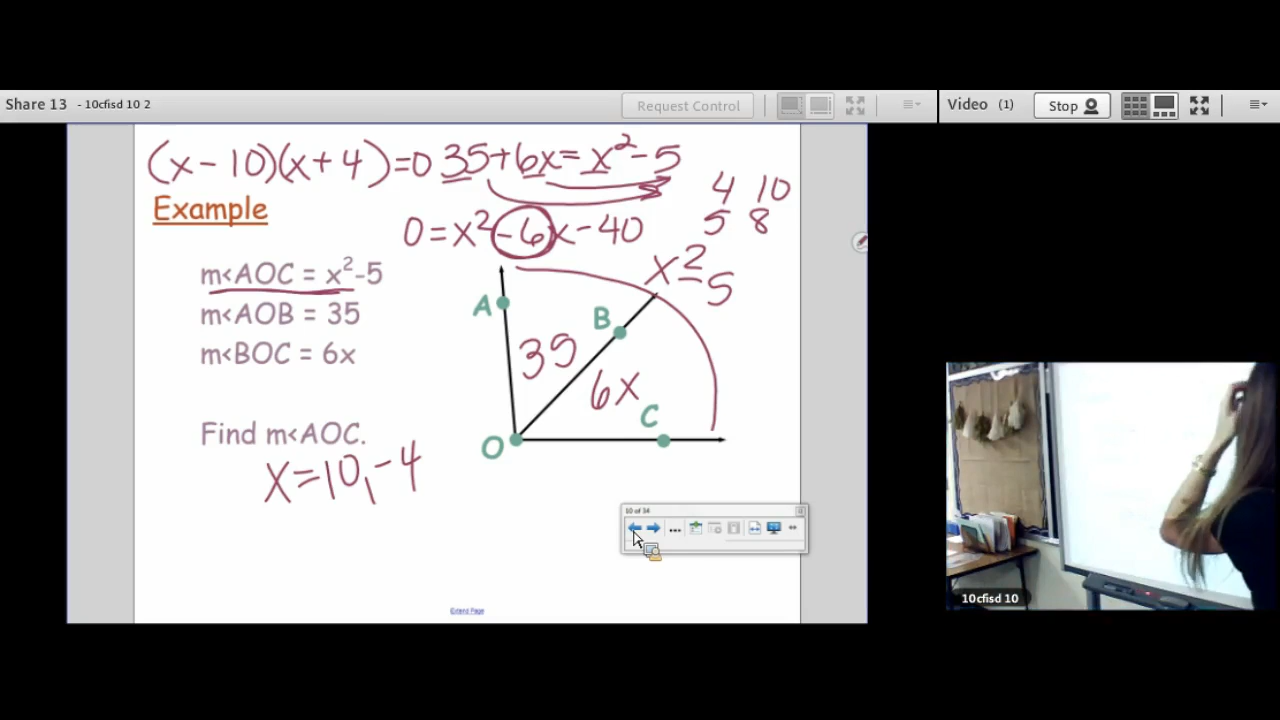 Share 13 - 10cfisd 10 2
Request Control
Video (1)
Stop
(x-10)(x+4)=0 35+6x=x²-5
4 10
5 8
Example
0=x²-6x-40
x²-5
m<AOC = x²-5
m<AOB = 35
m<BOC = 6x
A
B
35
6x
C
O
Find m<AOC.
x=10,-4
10 of 34
Extend Page
10cfisd 10